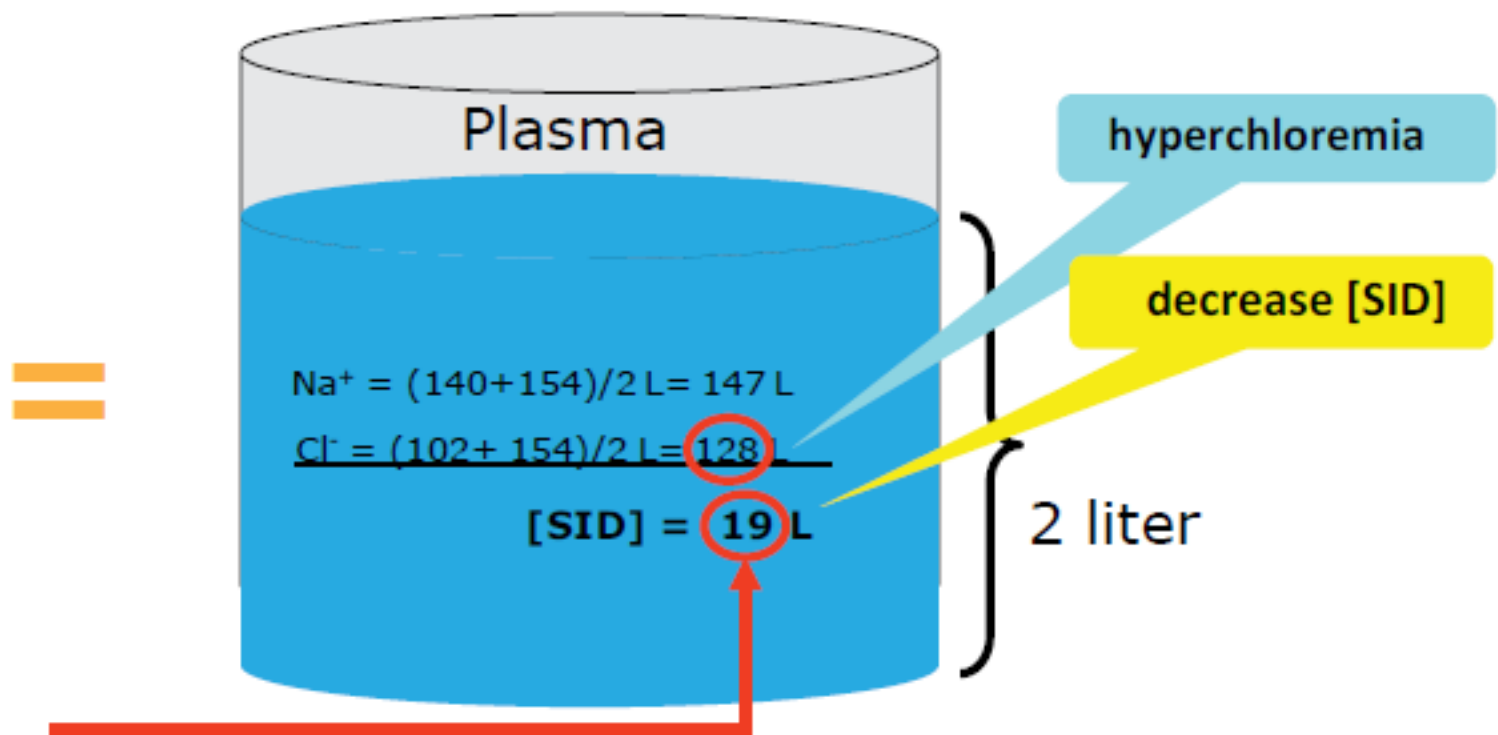 Plasma
hyperchloremia
decrease [SID]
Na⁺ = (140+154)/2 L= 147 L
Cl⁻ = (102+ 154)/2 L= 128 L
[SID] = 19 L
2 liter
=